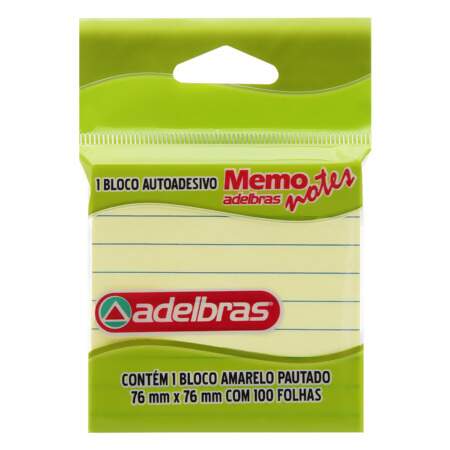 1 BLOCO AUTOADESIVO
Memo
adelbras
notes
adelbras
CONTÉM 1 BLOCO AMARELO PAUTADO
76 mm x 76 mm COM 100 FOLHAS